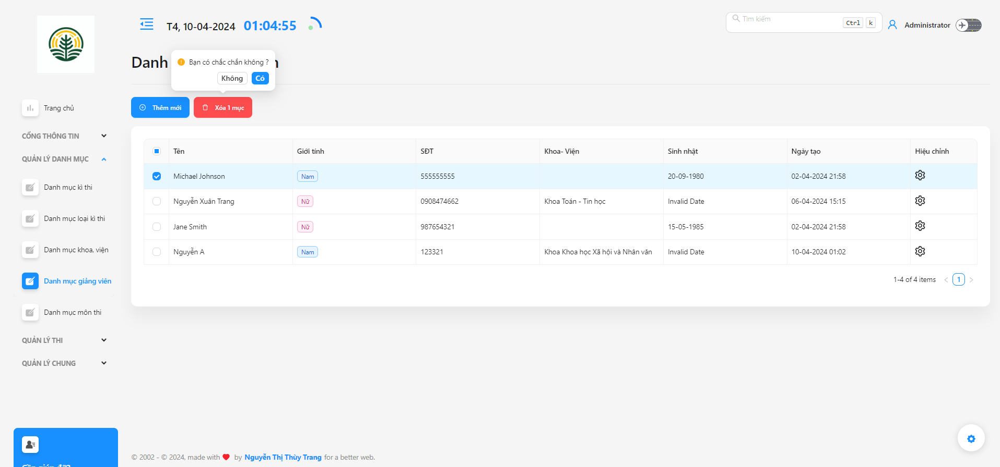 T4, 10-04-2024 01:04:55
Tìm kiếm Ctrl k
Administrator
Danh
Bạn có chắc chắn không ?
Không Có
Thêm mới
Xóa 1 mục
Trang chủ
CỔNG THÔNG TIN
QUẢN LÝ DANH MỤC
Danh mục kì thi
Danh mục loại kì thi
Danh mục khoa, viện
Danh mục giảng viên
Danh mục môn thi
QUẢN LÝ THI
QUẢN LÝ CHUNG
Tên Giới tính SĐT Khoa- Viện Sinh nhật Ngày tạo Hiệu chỉnh
Michael Johnson Nam 555555555 20-09-1980 02-04-2024 21:58
Nguyễn Xuân Trang Nữ 0908474662 Khoa Toán - Tin học Invalid Date 06-04-2024 15:15
Jane Smith Nữ 987654321 15-05-1985 02-04-2024 21:58
Nguyễn A Nam 123321 Khoa Khoa học Xã hội và Nhân văn Invalid Date 10-04-2024 01:02
1-4 of 4 items < 1 >
© 2002 - © 2024, made with ❤ by Nguyễn Thị Thùy Trang for a better web.